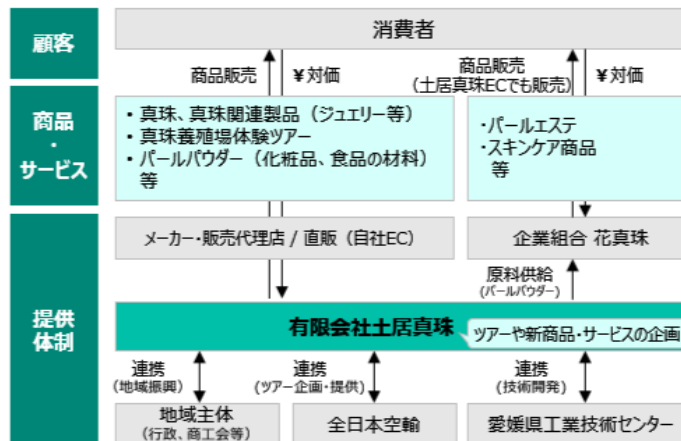 顧客
消費者
商品販売
¥対価
商品販売
(土居真珠ECでも販売)
¥対価
商品
・
サービス
・真珠、真珠関連製品（ジュエリー等）
・真珠養殖場体験ツアー
・パールパウダー（化粧品、食品の材料）
等
・パールエステ
・スキンケア商品
等
提供
体制
メーカー・販売代理店 / 直販（自社EC）
企業組合 花真珠
原料供給
(パールパウダー)
有限会社土居真珠
ツアーや新商品・サービスの企画
連携
(地域振興)
連携
(ツアー企画・提供)
連携
(技術開発)
地域主体
(行政、商工会等)
全日本空輸
愛媛県工業技術センター